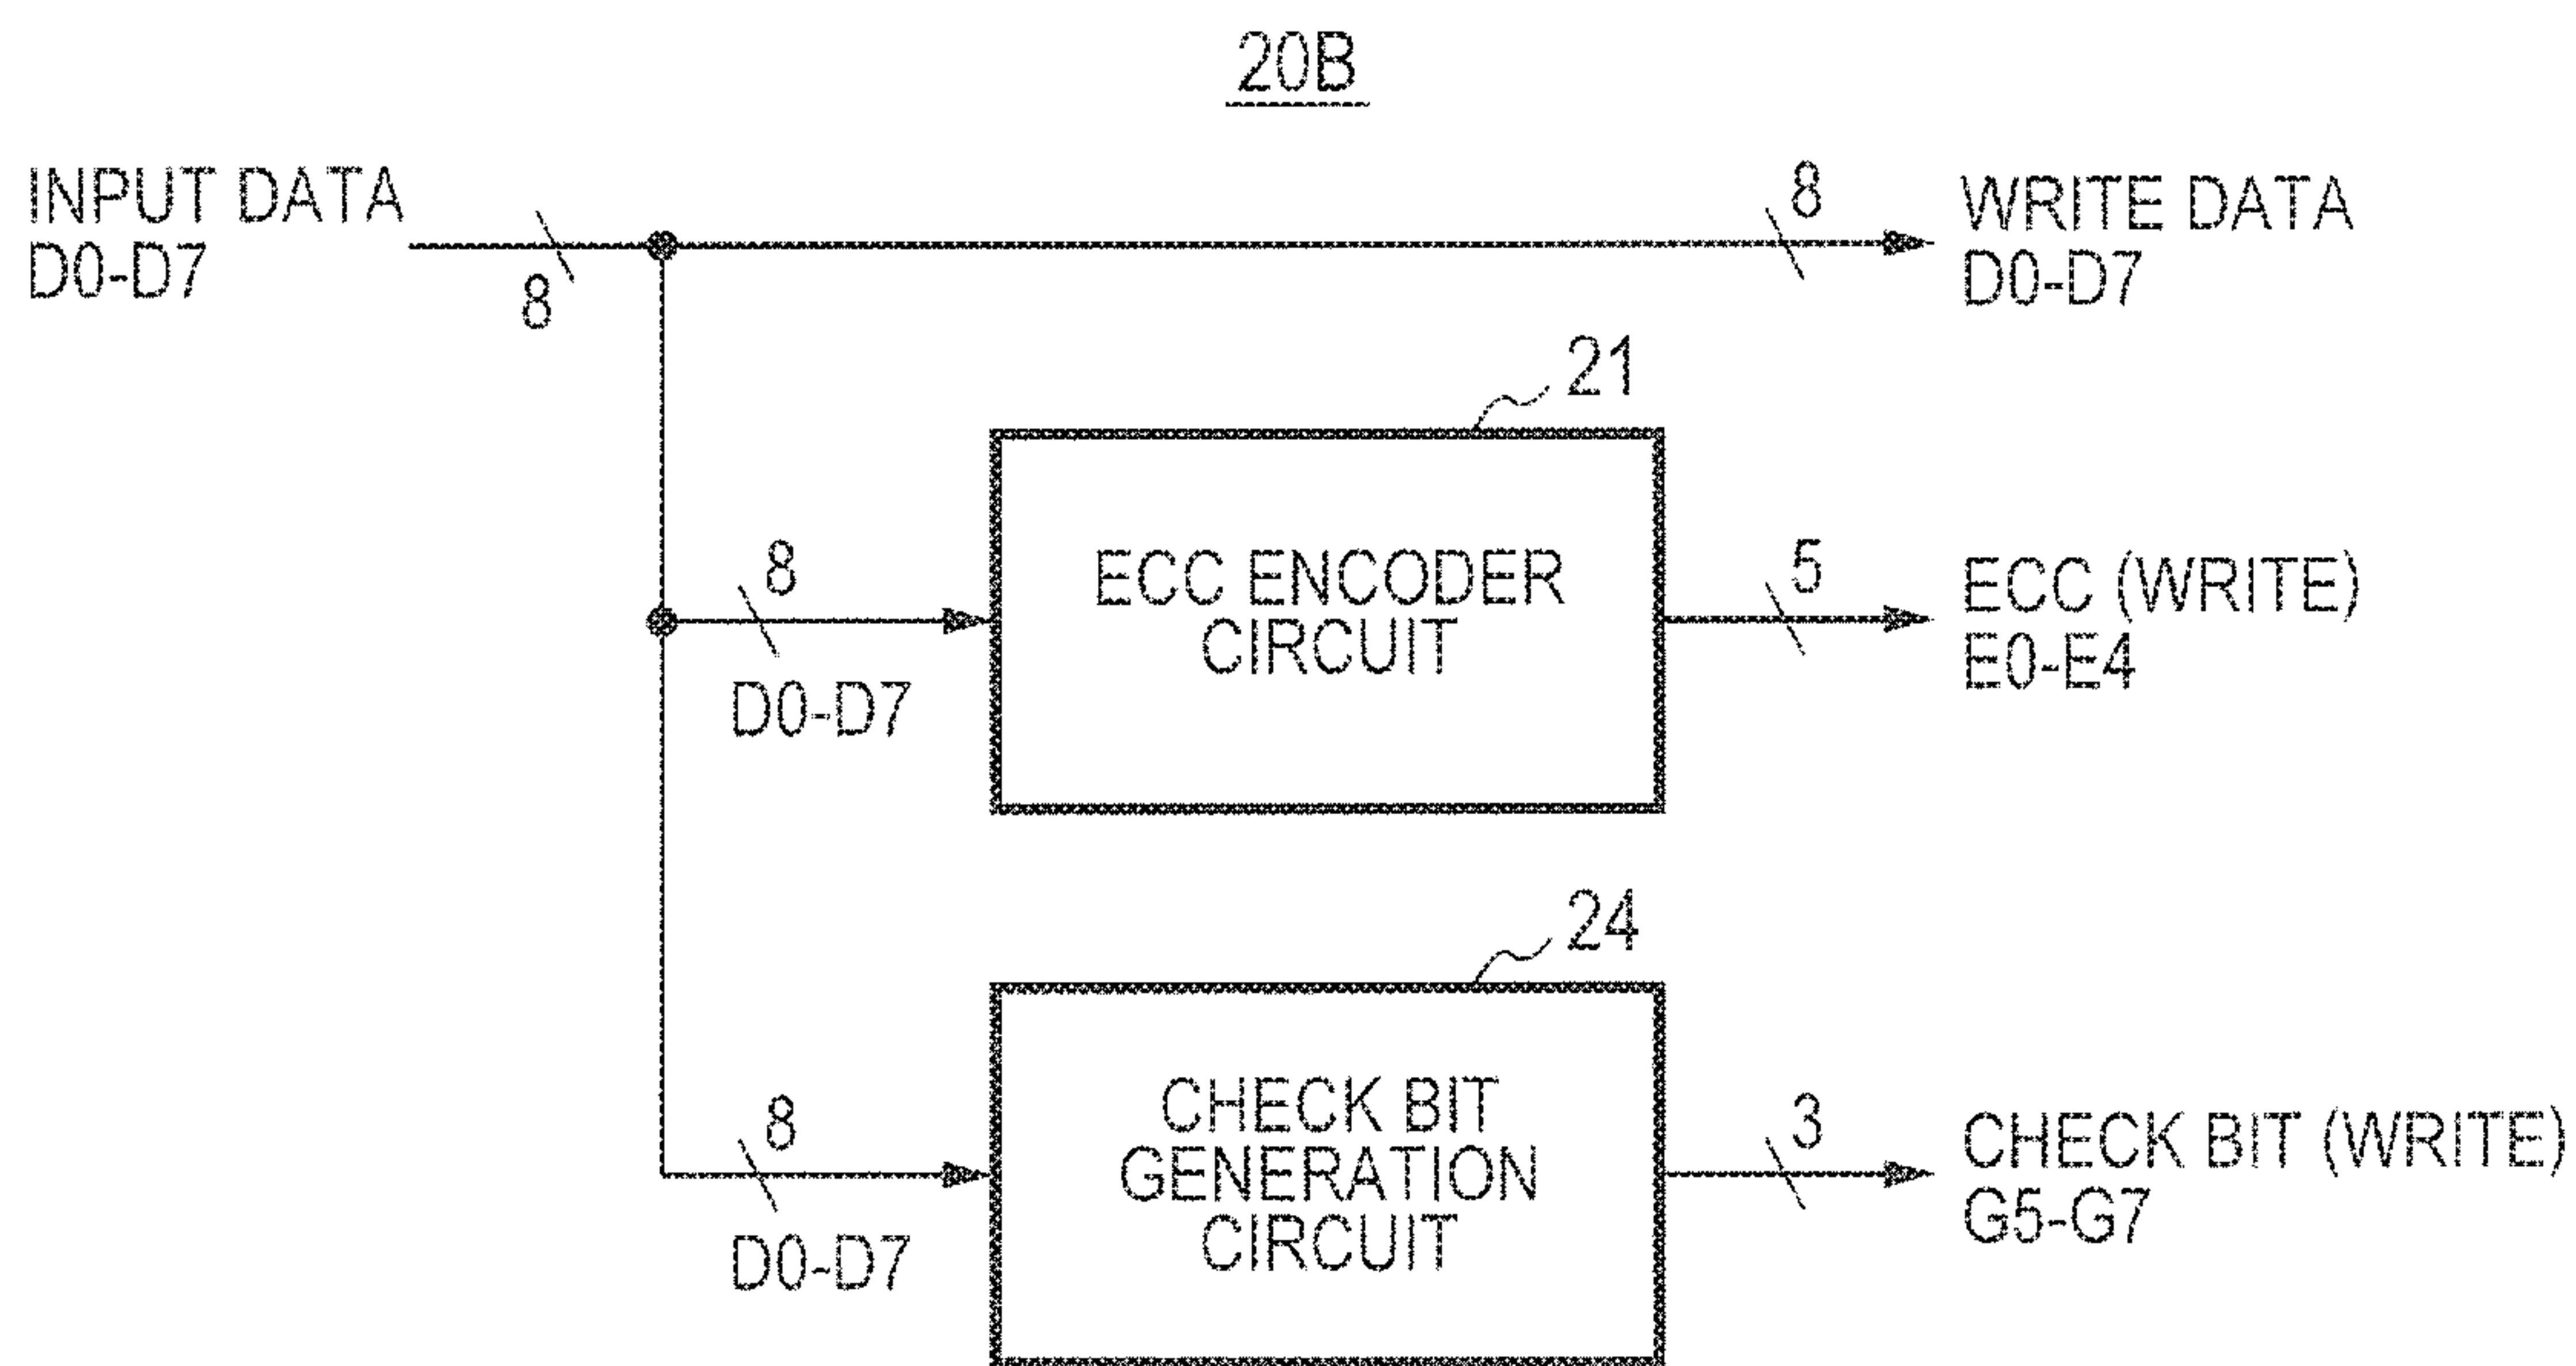 20B
INPUT DATA
D0-D7
8
8
WRITE DATA
D0-D7
21
8
D0-D7
ECC ENCODER
CIRCUIT
5
ECC (WRITE)
E0-E4
24
8
D0-D7
CHECK BIT
GENERATION
CIRCUIT
3
CHECK BIT (WRITE)
G5-G7